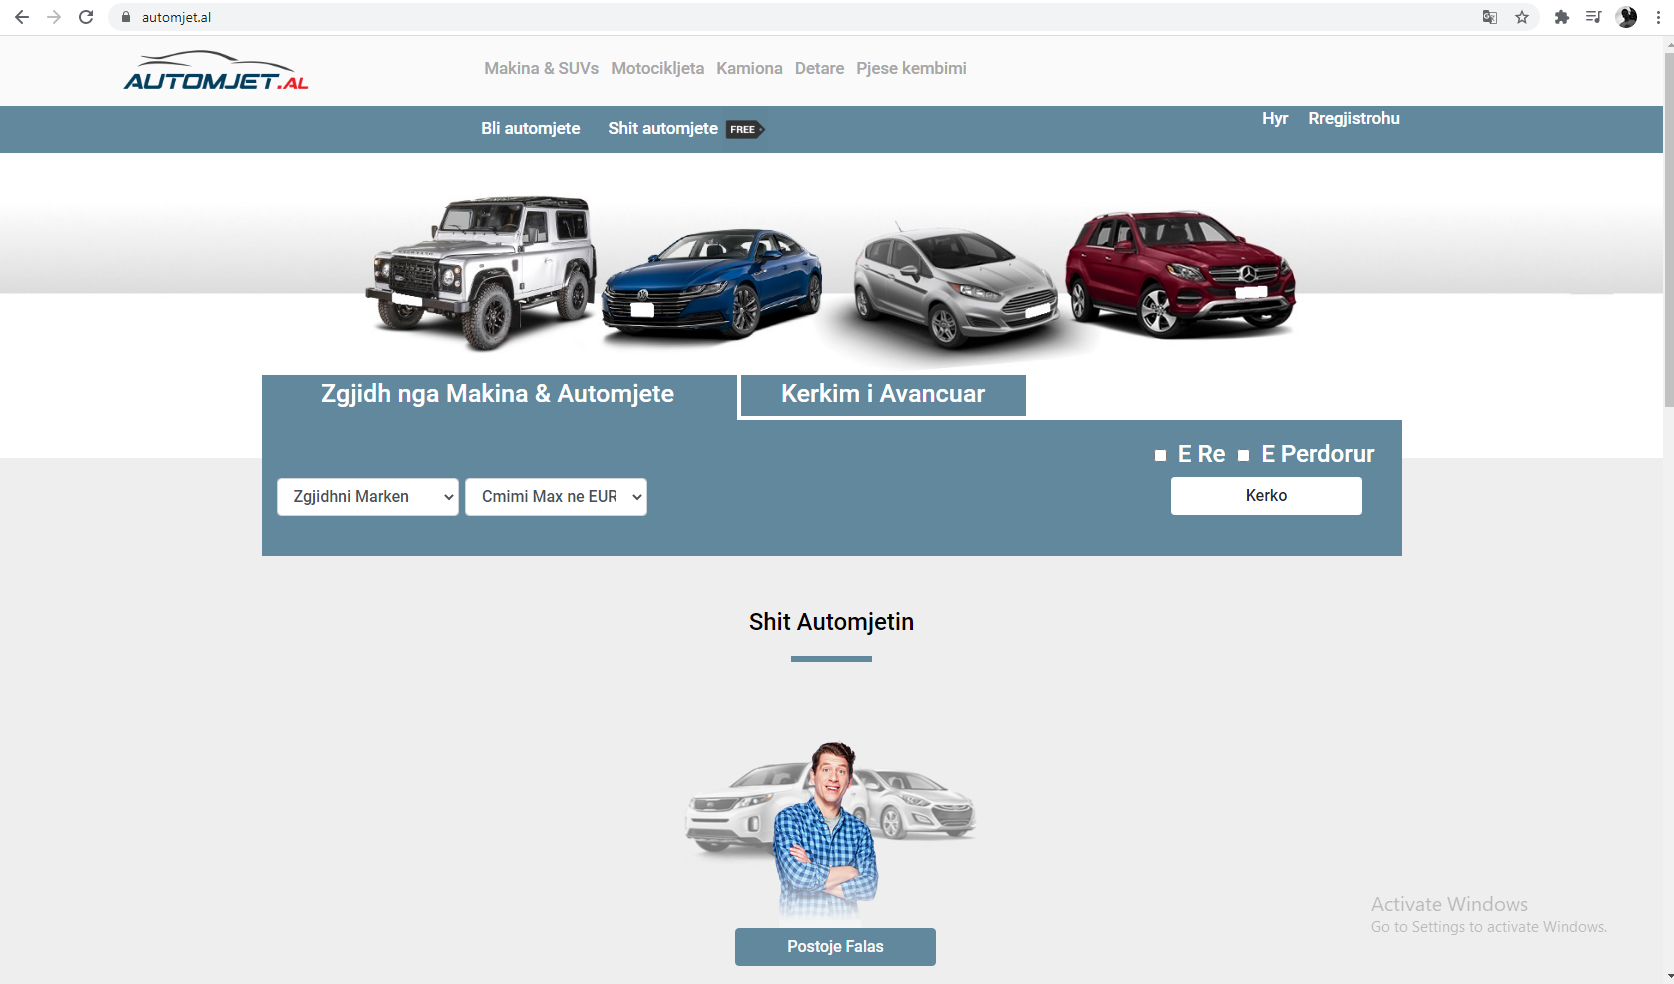 automjet.al
AUTOMJET.AL
Makina & SUVs Motocikljeta Kamiona Detare Pjese kembimi
Bli automjete Shit automjete FREE
Hyr Rregjistrohu
Zgjidh nga Makina & Automjete Kerkim i Avancuar
E Re E Perdorur
Zgjidhni Marken Cmimi Max ne EUR Kerko
Shit Automjetin
Postoje Falas
Activate Windows
Go to Settings to activate Windows.